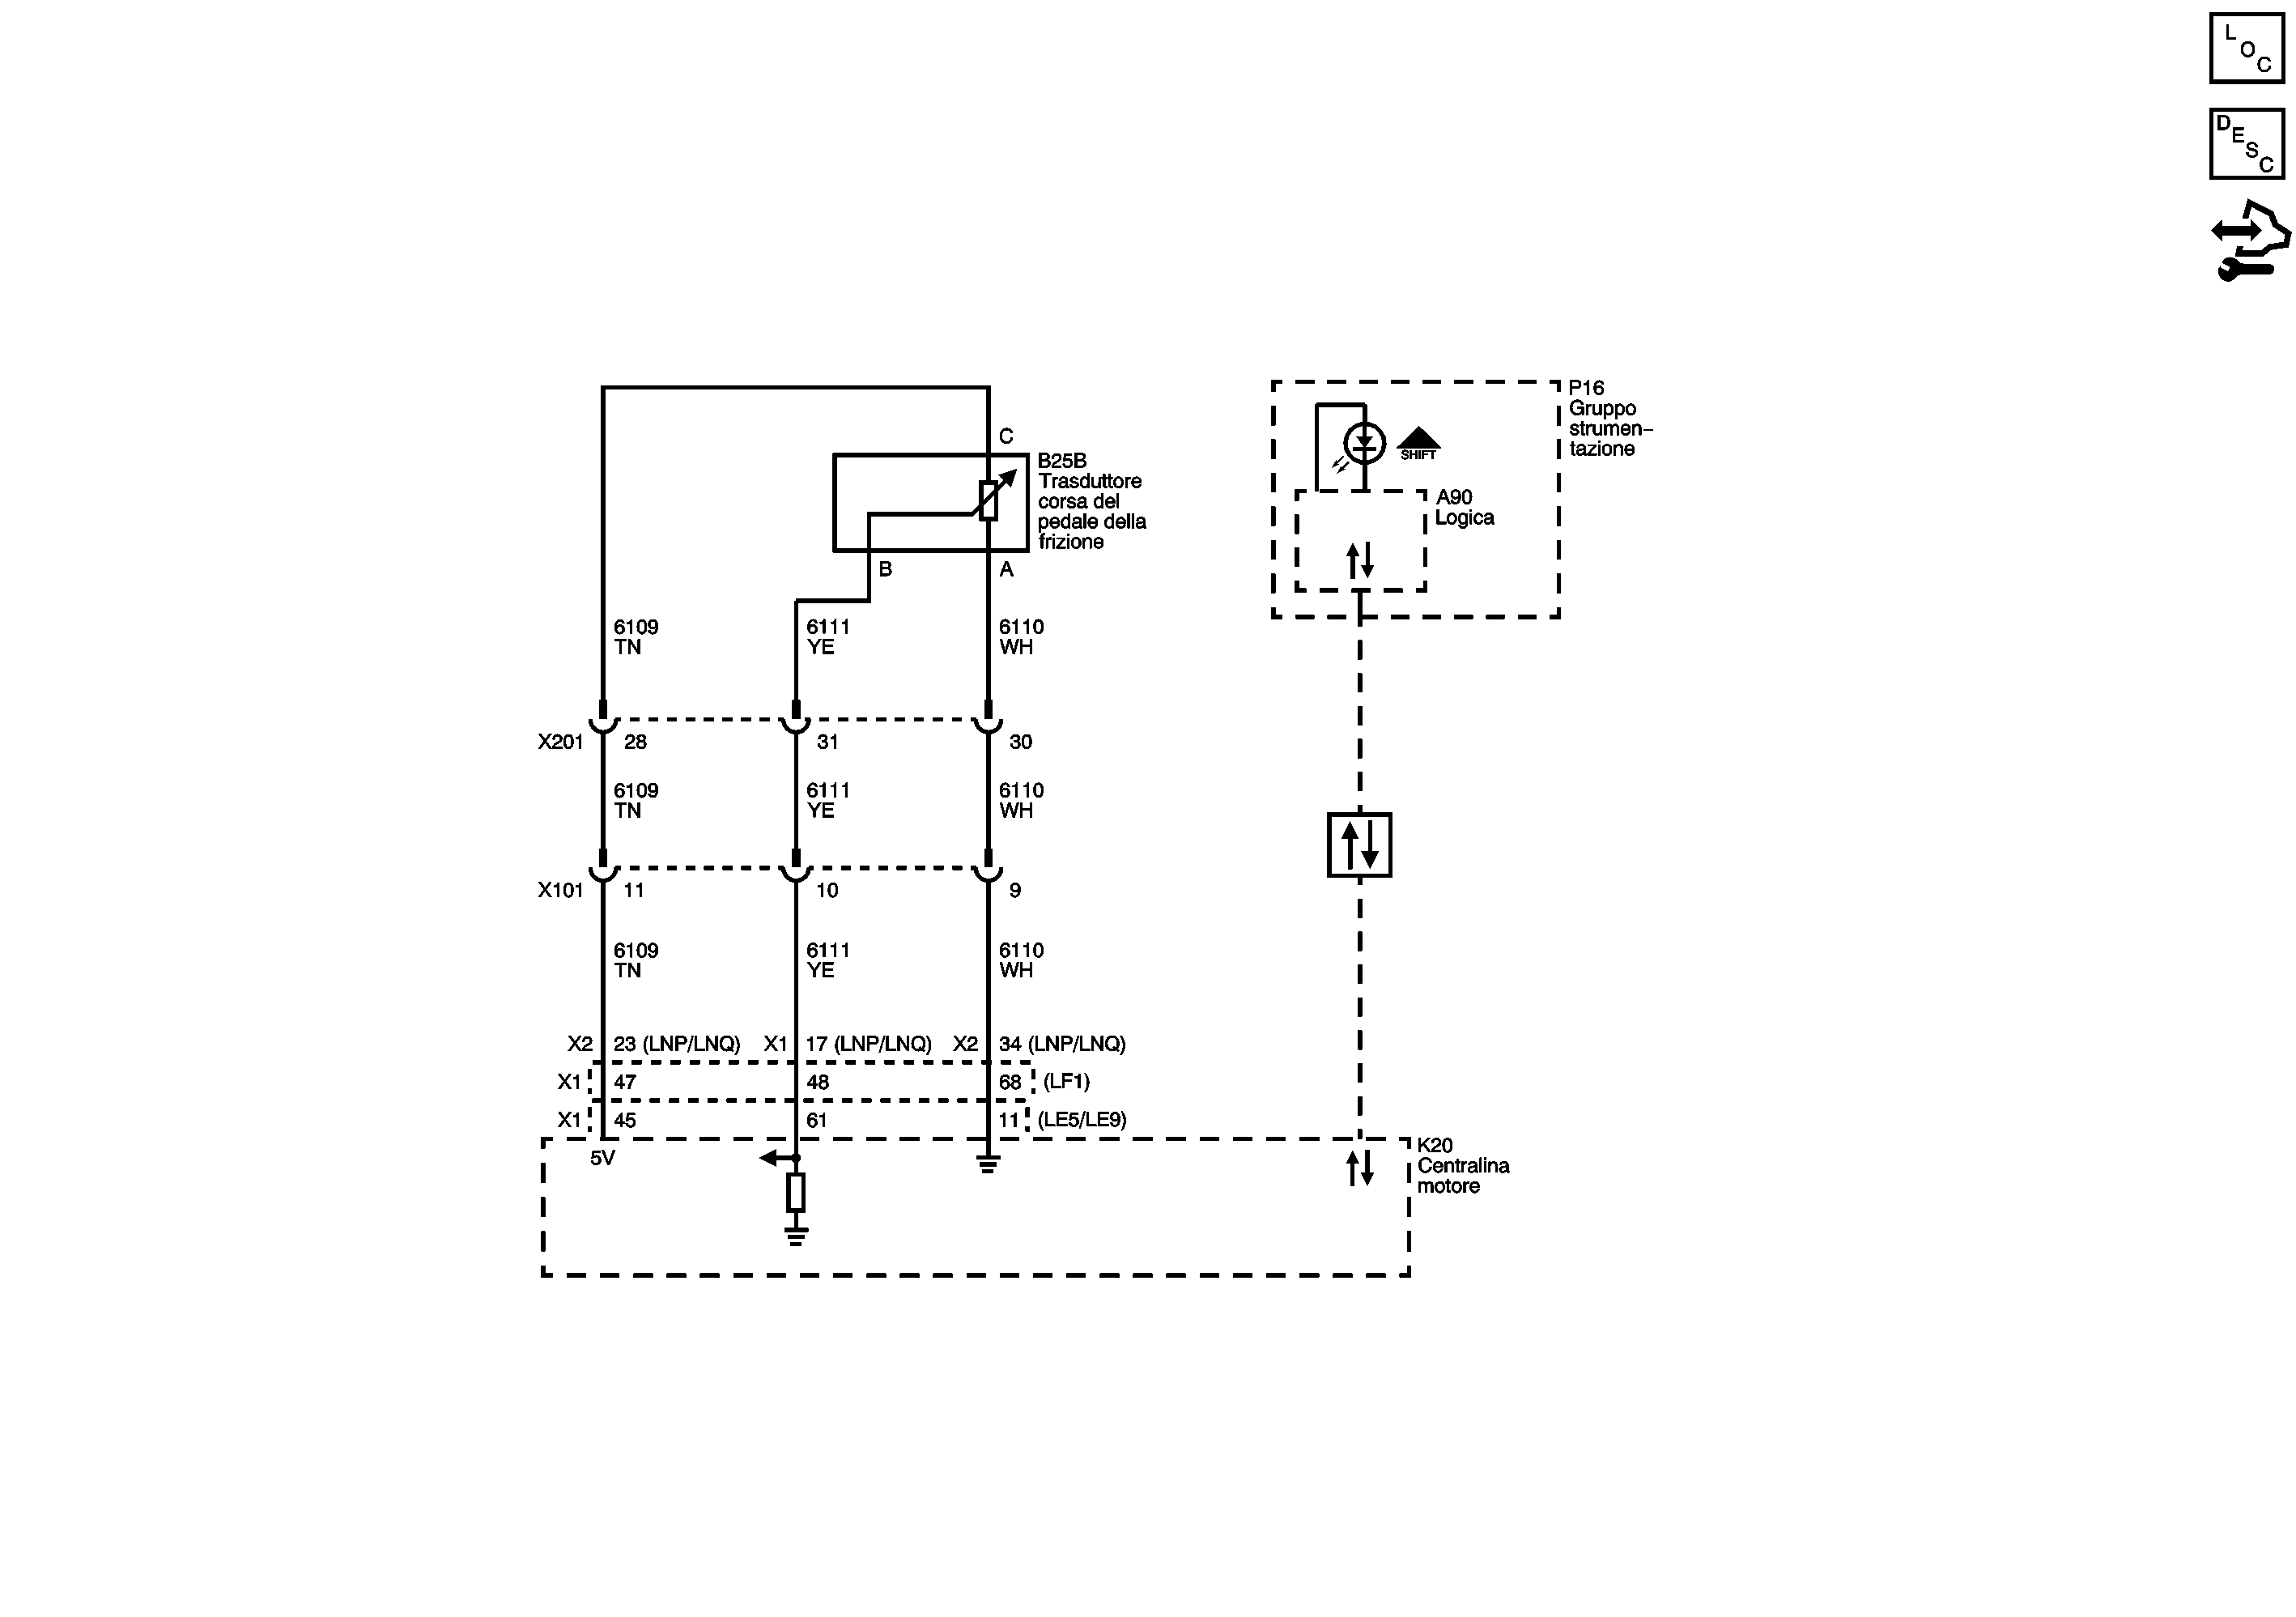 L
O
C
D
E
S
C
P16
Gruppo
strumen–
tazione
SHIFT
C
B25B
Trasduttore
corsa del
pedale della
frizione
A90
Logica
B
A
6109
TN
6111
YE
6110
WH
X201
28
31
30
6109
TN
6111
YE
6110
WH
X101
11
10
9
6109
TN
6111
YE
6110
WH
X2 23 (LNP/LNQ) X1 17 (LNP/LNQ) X2 34 (LNP/LNQ)
X1 47 48 68 (LF1)
X1 45 61 11 (LE5/LE9)
5V
K20
Centralina
motore